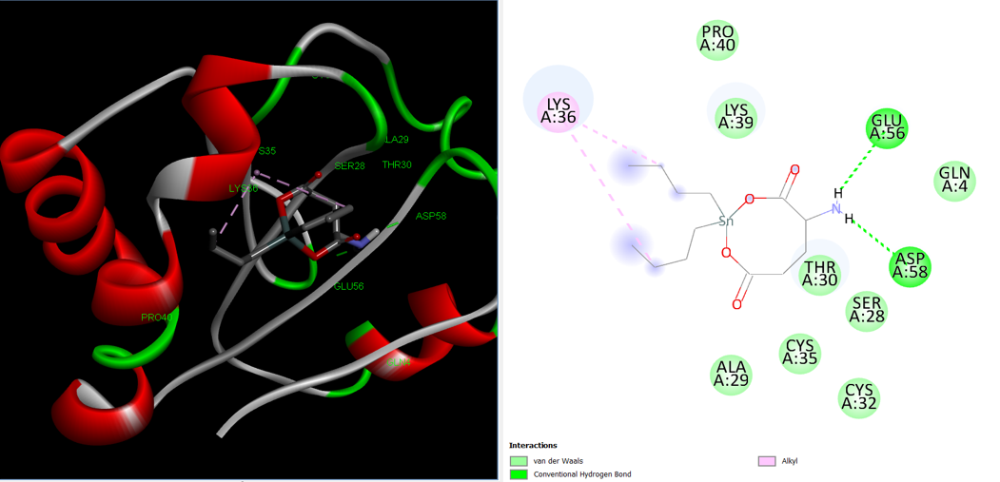 LA29
S35
SER28
THR30
LYS36
ASP58
GLU56
PRO40
GLN4
PRO
A:40
LYS
A:36
LYS
A:39
GLU
A:56
GLN
A:4
O
H
N
H
Sn
O
O
O
ASP
A:58
THR
A:30
SER
A:28
CYS
A:35
ALA
A:29
CYS
A:32
Interactions
van der Waals
Conventional Hydrogen Bond
Alkyl